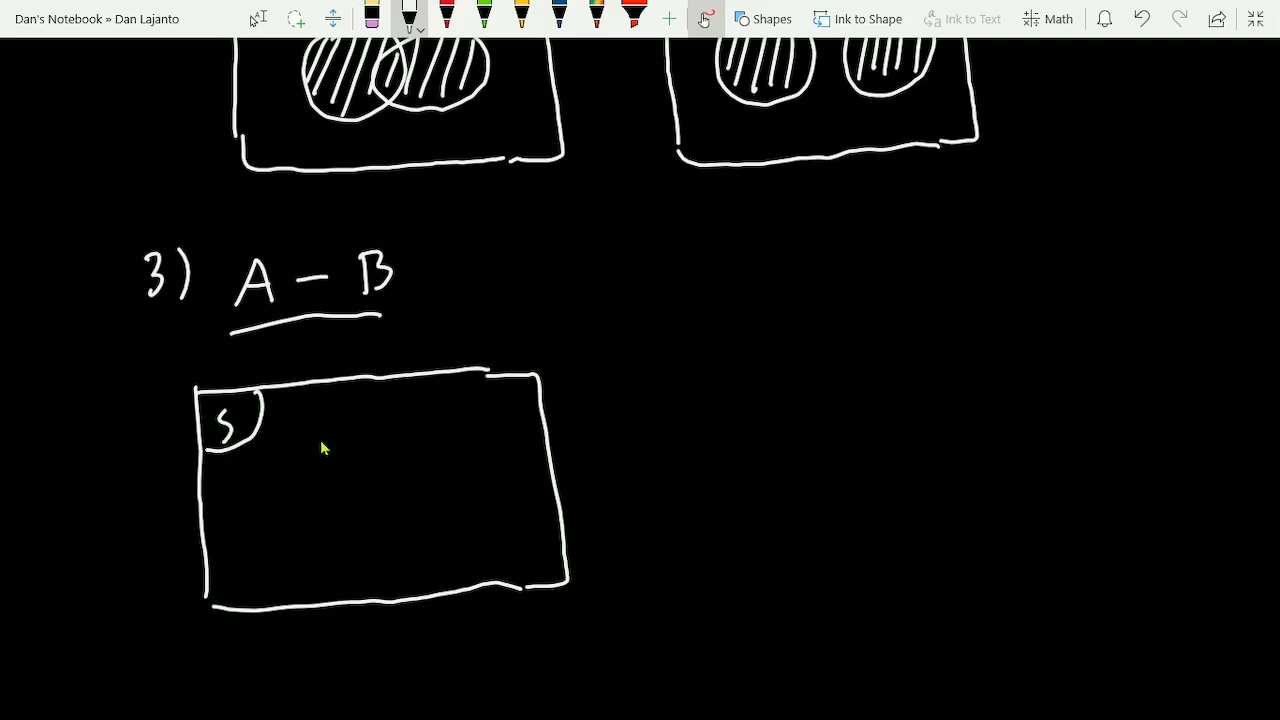 Dan's Notebook » Dan Lajanto
Shapes Ink to Shape Ink to Text Math
3) A - B
S